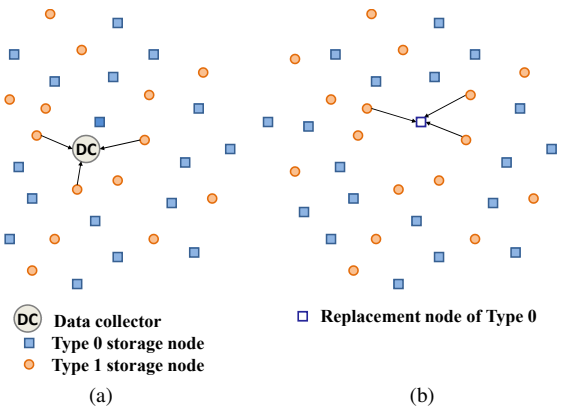 DC
DC Data collector
Type 0 storage node
Type 1 storage node
Replacement node of Type 0
(a)
(b)